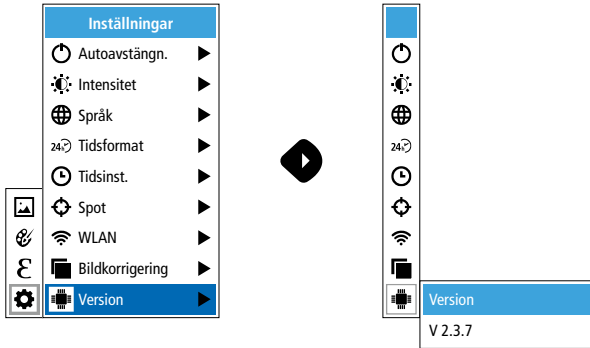 Inställningar
Autoavstängn.
Intensitet
Språk
24 Tidsformat
Tidsinst.
Spot
WLAN
Bildkorrigering
ε
Version
24
Version
V 2.3.7